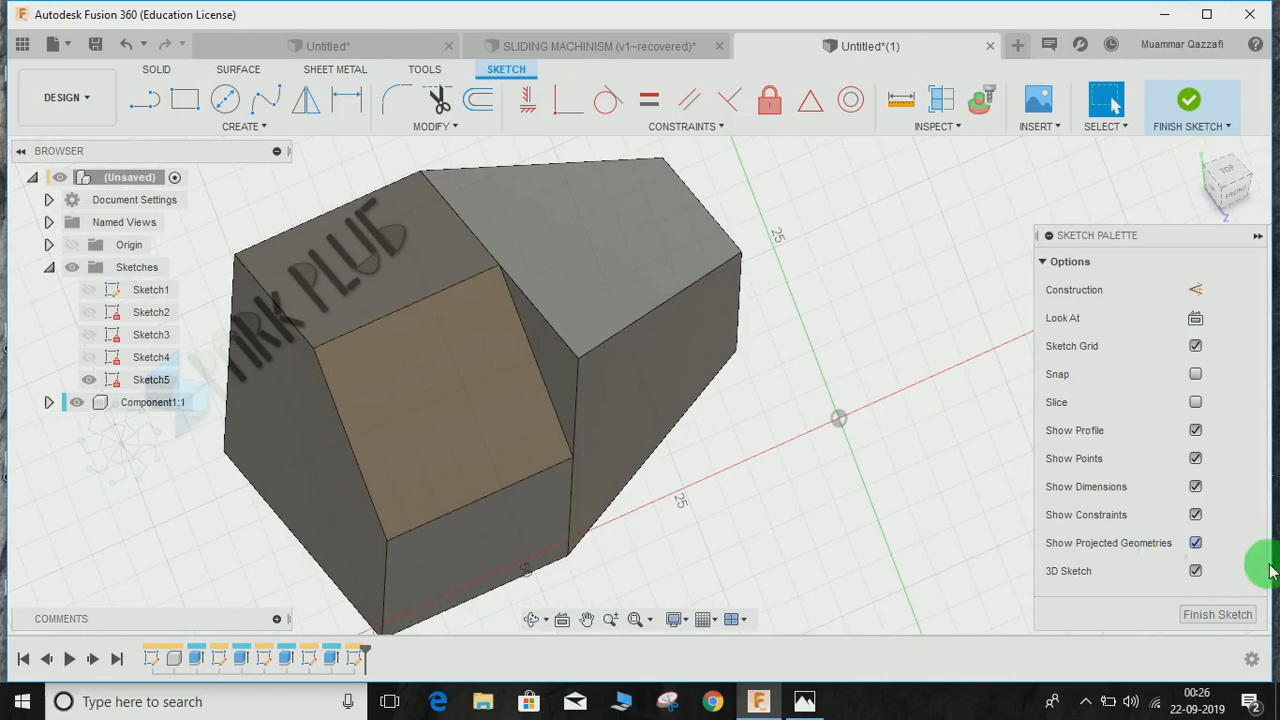 Autodesk Fusion 360 (Education License)
Untitled*
SLIDING MACHINISM (v1~recovered)*
Untitled*(1)
Muammar Qazzafi
SOLID
SURFACE
SHEET METAL
TOOLS
SKETCH
DESIGN
CREATE
MODIFY
CONSTRAINTS
INSPECT
INSERT
SELECT
FINISH SKETCH
BROWSER
(Unsaved)
Document Settings
Named Views
Origin
Sketches
Sketch1
Sketch2
Sketch3
Sketch4
Sketch5
Component1:1
25
25
50
TOP
FRONT
Z
SKETCH PALETTE
Options
Construction
Look At
Sketch Grid
Snap
Slice
Show Profile
Show Points
Show Dimensions
Show Constraints
Show Projected Geometries
3D Sketch
Finish Sketch
COMMENTS
Type here to search
00:26
22-09-2019
2